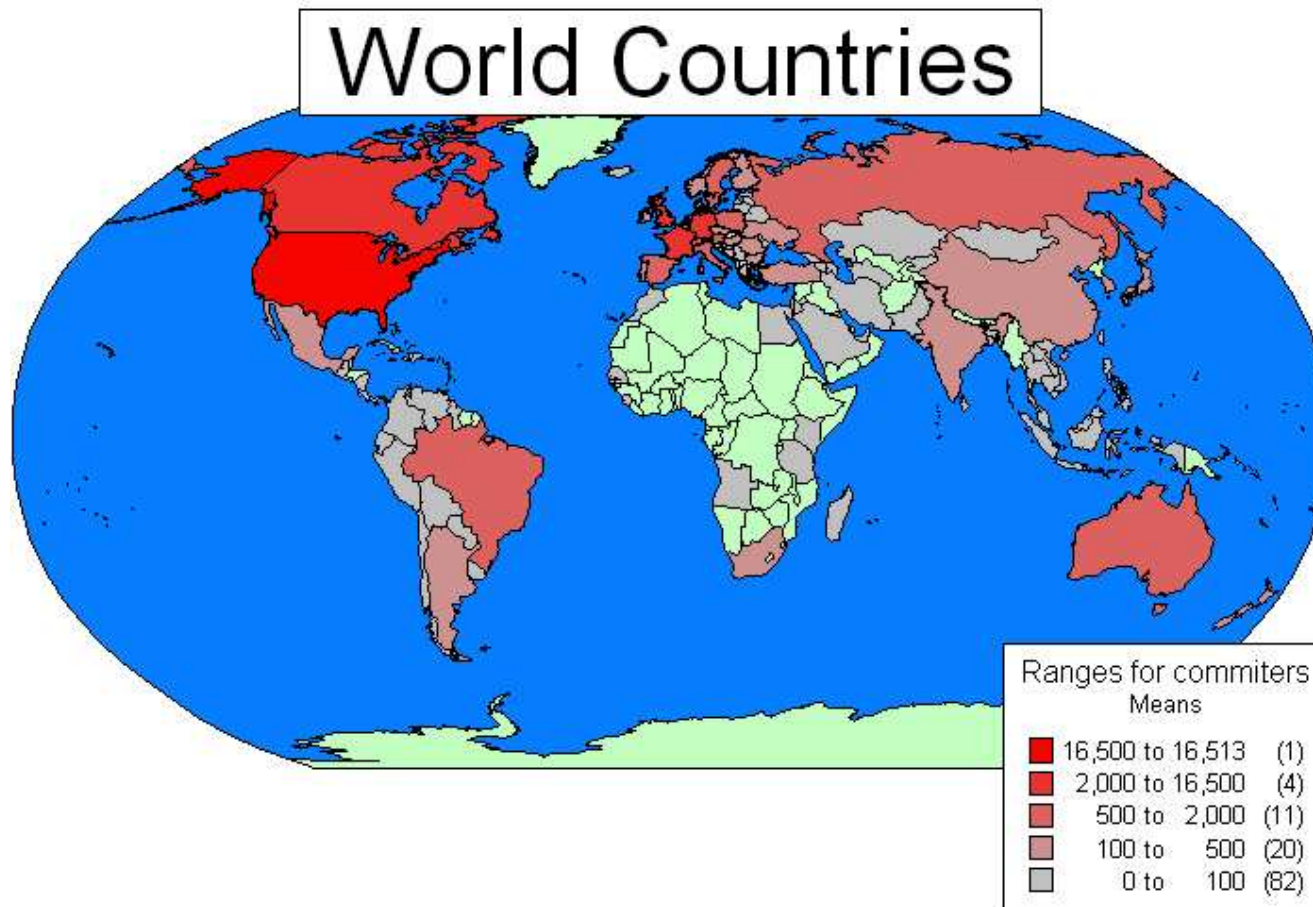 World Countries
Ranges for commiters
Means
16,500 to 16,513 (1)
2,000 to 16,500 (4)
500 to 2,000 (11)
100 to 500 (20)
0 to 100 (82)